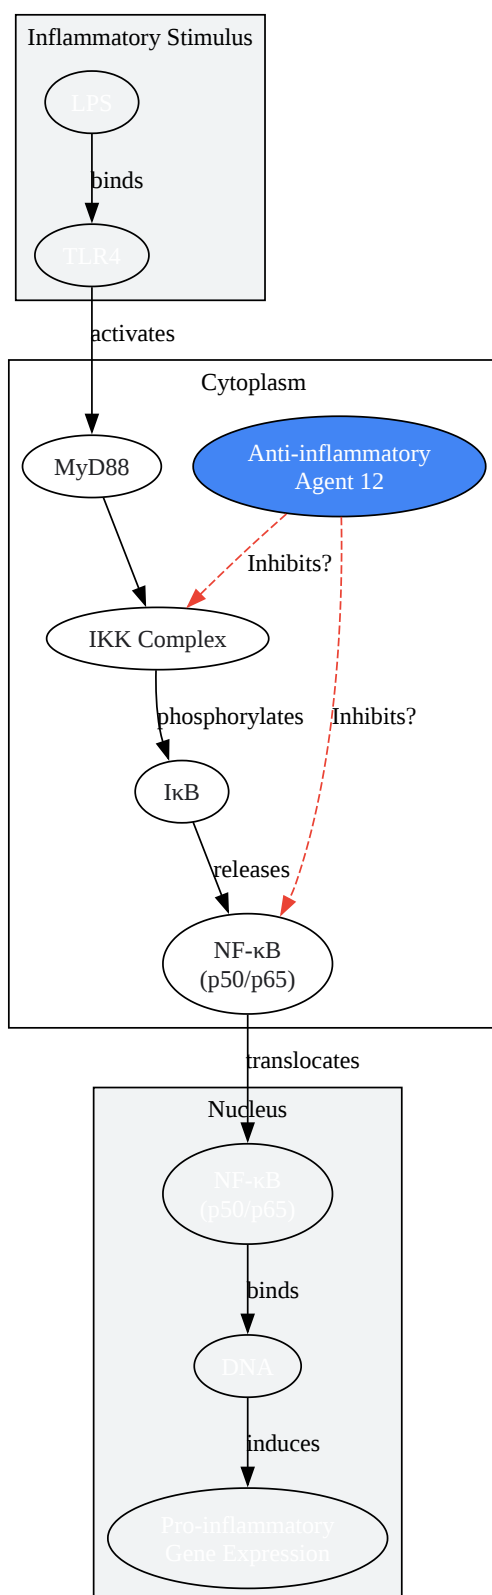 Inflammatory Stimulus
LPS
binds
TLR4
activates
Cytoplasm
Anti-inflammatory
Agent 12
MyD88
Inhibits?
IKK Complex
phosphorylates
Inhibits?
IκB
releases
NF-κB
(p50/p65)
translocates
Nucleus
NF-κB
(p50/p65)
binds
DNA
induces
Pro-inflammatory
Gene Expression